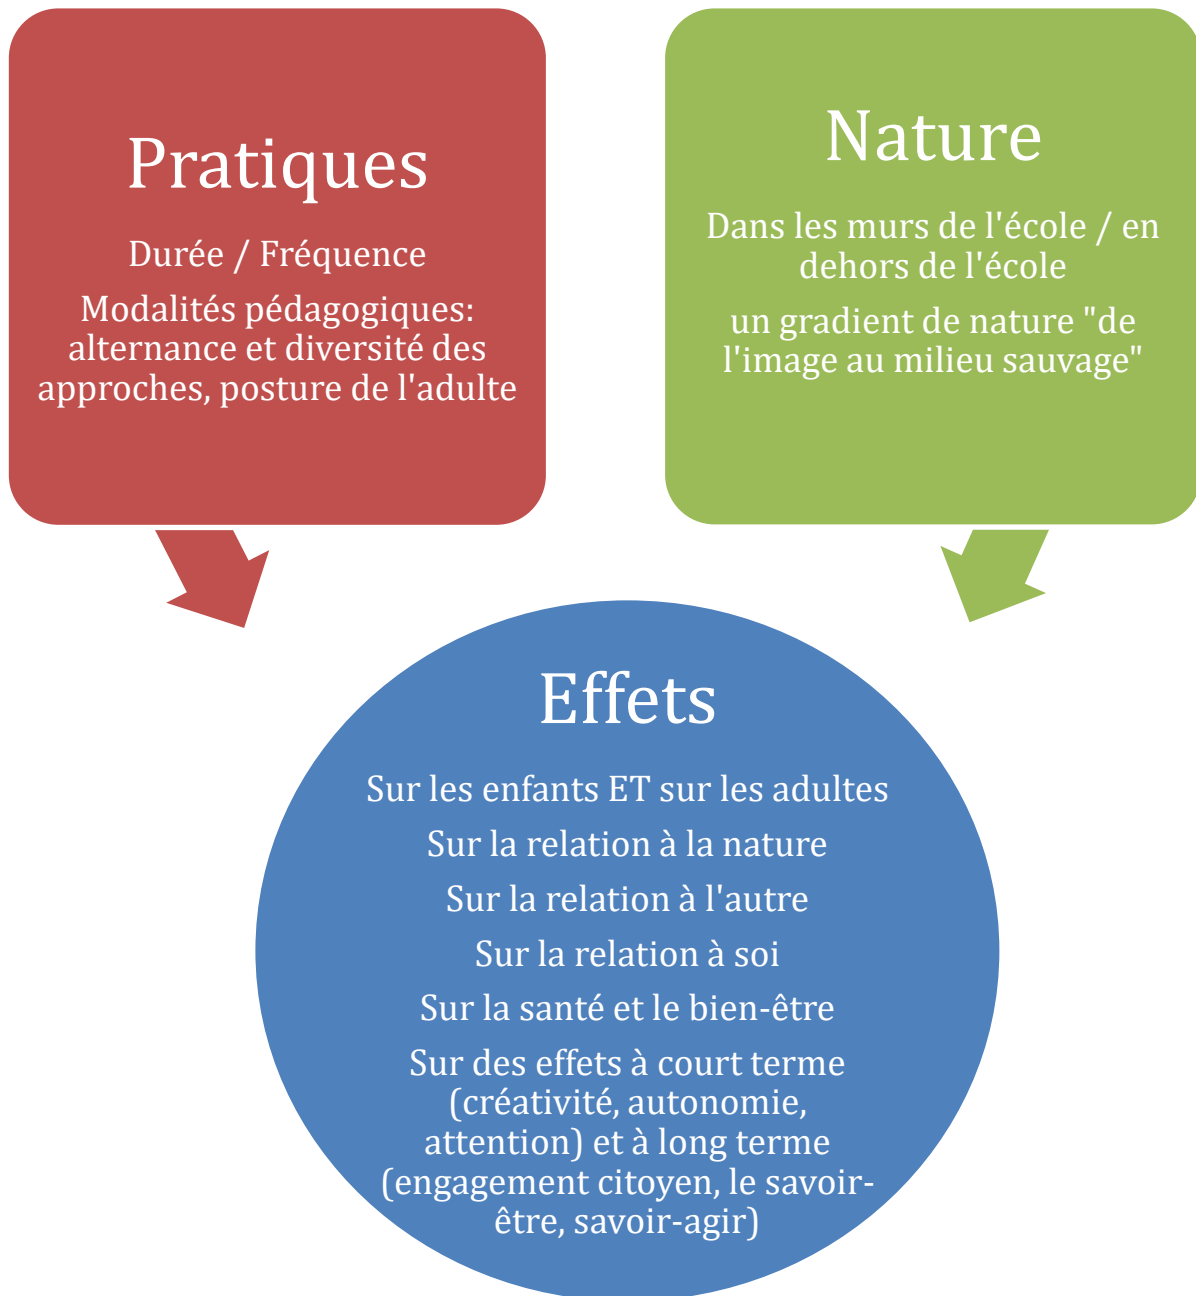 Pratiques
Durée / Fréquence
Modalités pédagogiques:
alternance et diversité des
approches, posture de l'adulte
Nature
Dans les murs de l'école / en
dehors de l'école
un gradient de nature "de
l'image au milieu sauvage"
Effets
Sur les enfants ET sur les adultes
Sur la relation à la nature
Sur la relation à l'autre
Sur la relation à soi
Sur la santé et le bien-être
Sur des effets à court terme
(créativité, autonomie,
attention) et à long terme
(engagement citoyen, le savoir-
être, savoir-agir)